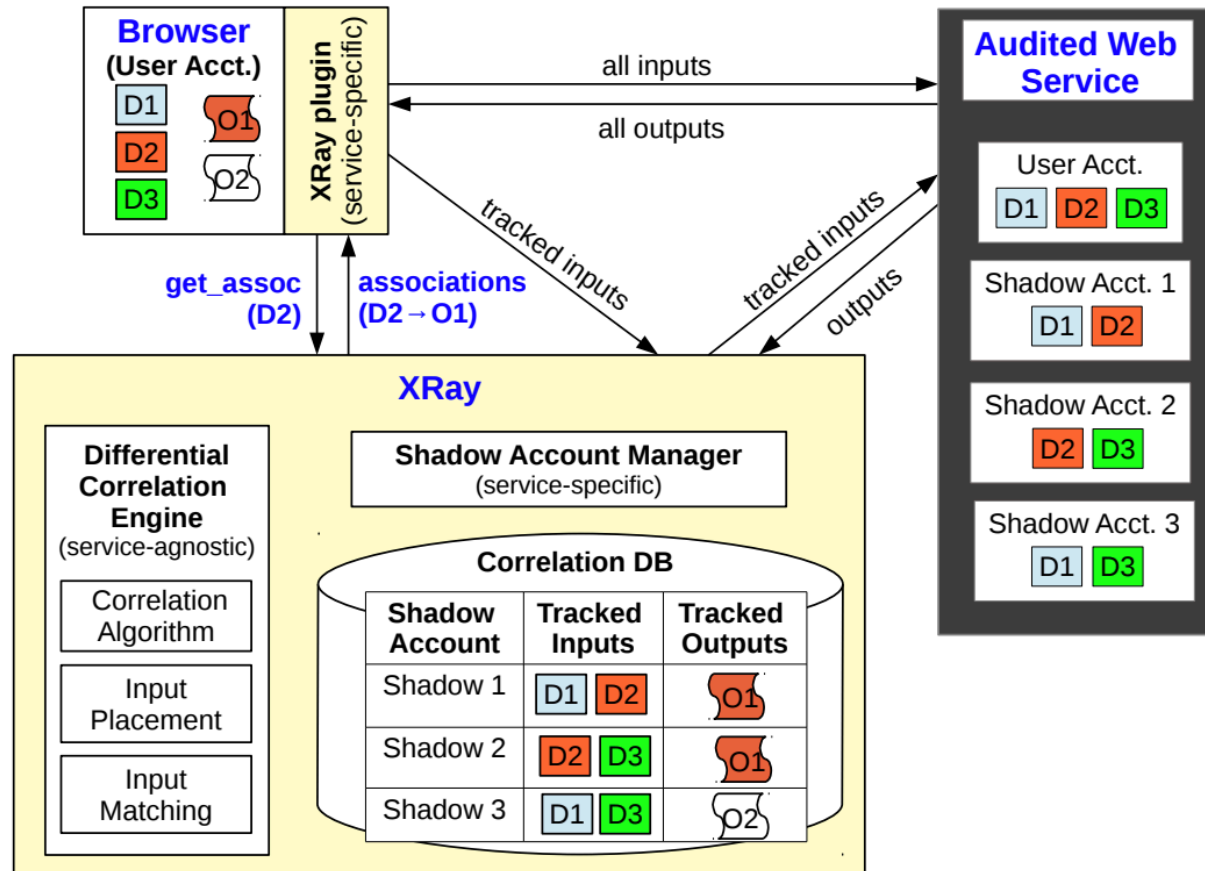 Browser
(User Acct.)
D1
D2
D3
O1
O2
XRay plugin
(service-specific)
all inputs
all outputs
tracked inputs
tracked inputs
outputs
get_assoc
(D2)
associations
(D2→O1)
Audited Web
Service
User Acct.
D1 D2 D3
Shadow Acct. 1
D1 D2
Shadow Acct. 2
D2 D3
Shadow Acct. 3
D1 D3
XRay
Differential
Correlation
Engine
(service-agnostic)
Correlation
Algorithm
Input
Placement
Input
Matching
Shadow Account Manager
(service-specific)
Correlation DB
Shadow
Account
Tracked
Inputs
Tracked
Outputs
Shadow 1 D1 D2 O1
Shadow 2 D2 D3 O1
Shadow 3 D1 D3 O2